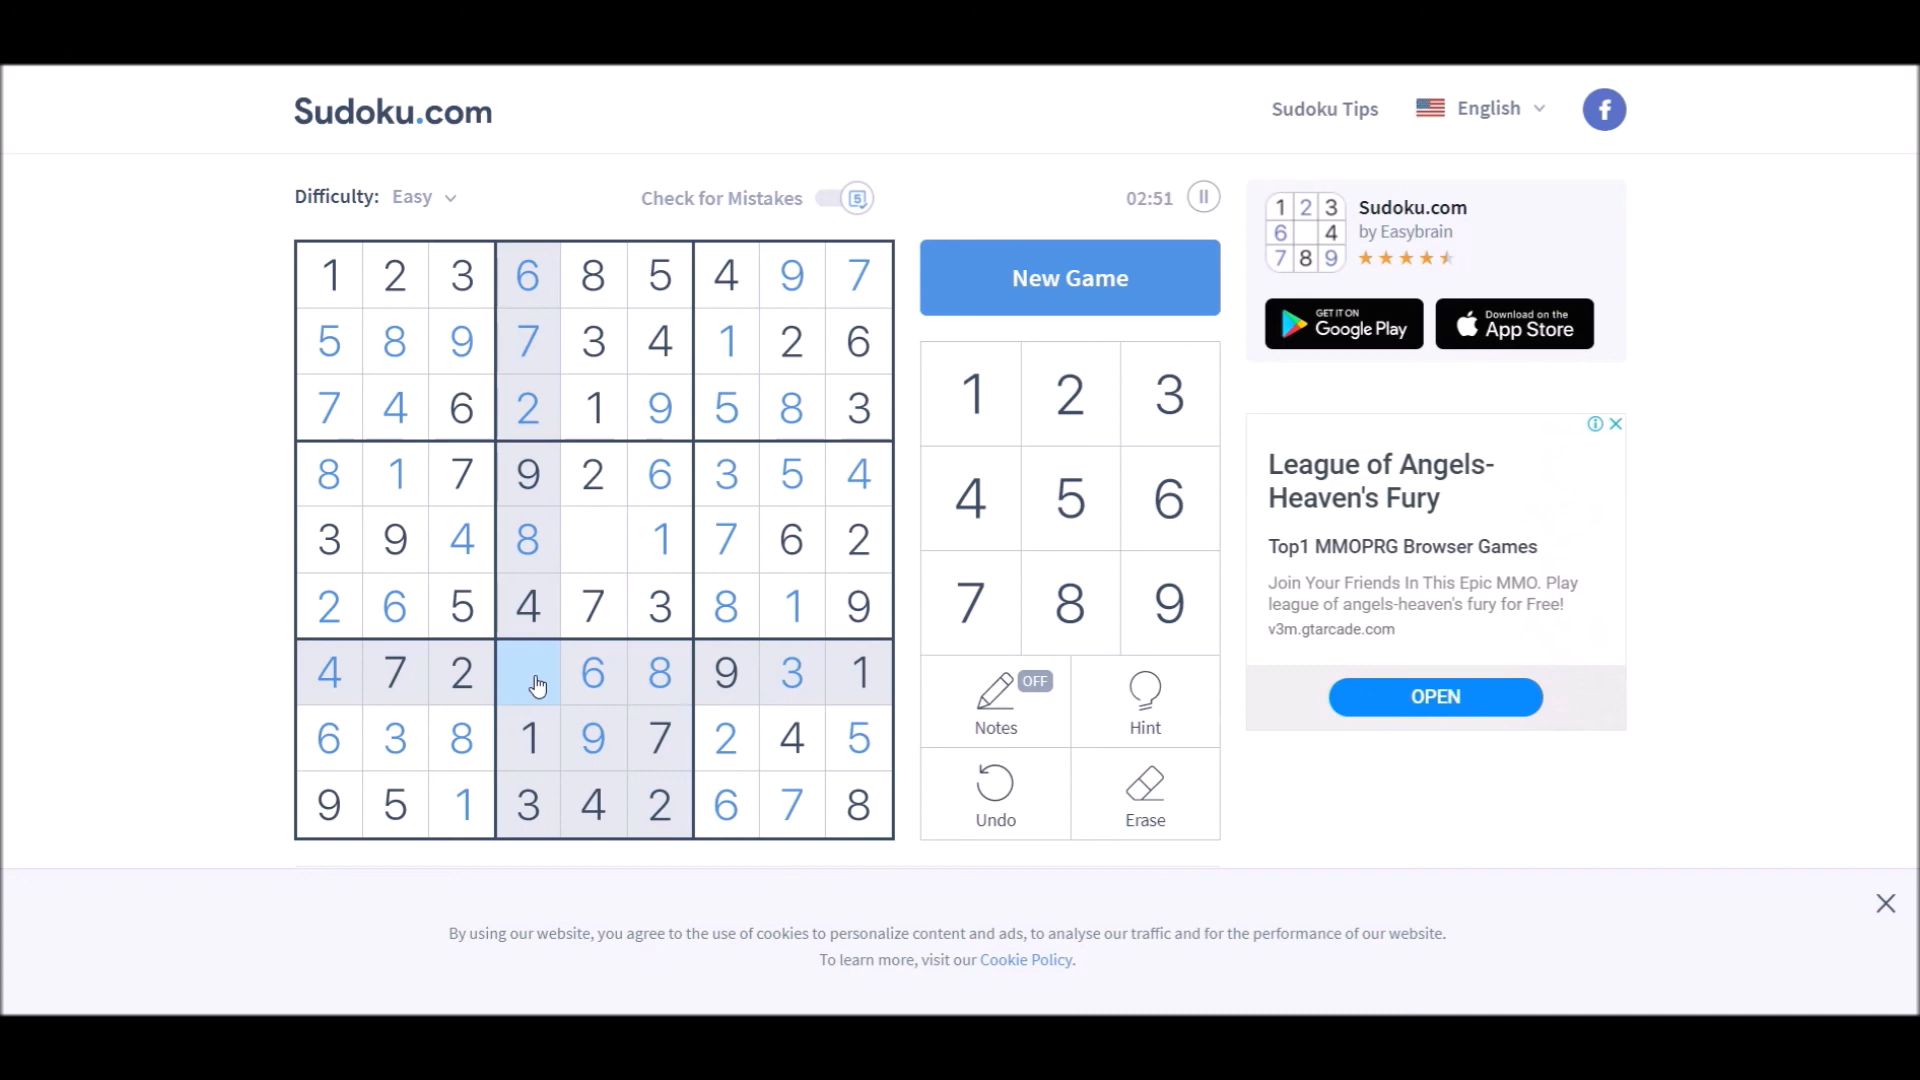 Sudoku.com
Sudoku Tips
English
f
Difficulty: Easy
Check for Mistakes
02:51
1 2 3 6 8 5 4 9 7
5 8 9 7 3 4 1 2 6
7 4 6 2 1 9 5 8 3
8 1 7 9 2 6 3 5 4
3 9 4 8 1 7 6 2
2 6 5 4 7 3 8 1 9
4 7 2 6 8 9 3 1
6 3 8 1 9 7 2 4 5
9 5 1 3 4 2 6 7 8
New Game
1 2 3
4 5 6
7 8 9
OFF
Notes
Hint
Undo
Erase
1 2 3
6 4
7 8 9
Sudoku.com
by Easybrain
GET IT ON
Google Play
Download on the
App Store
League of Angels-
Heaven's Fury
Top1 MMOPRG Browser Games
Join Your Friends In This Epic MMO. Play
league of angels-heaven's fury for Free!
v3m.gtarcade.com
OPEN
By using our website, you agree to the use of cookies to personalize content and ads, to analyse our traffic and for the performance of our website.
To learn more, visit our Cookie Policy.